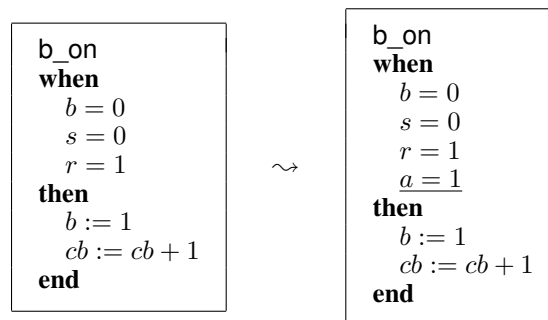 b_on
when
b = 0
s = 0
r = 1
then
b := 1
cb := cb + 1
end
⇝
b_on
when
b = 0
s = 0
r = 1
a = 1
then
b := 1
cb := cb + 1
end